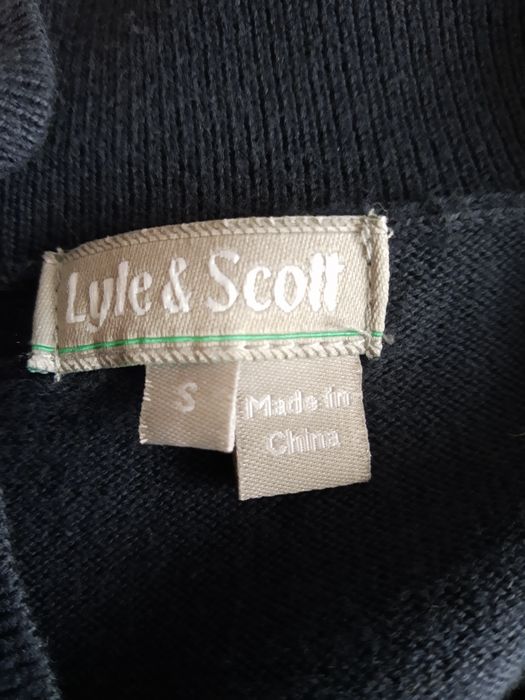 Lyle & Scott
S
Made in
China